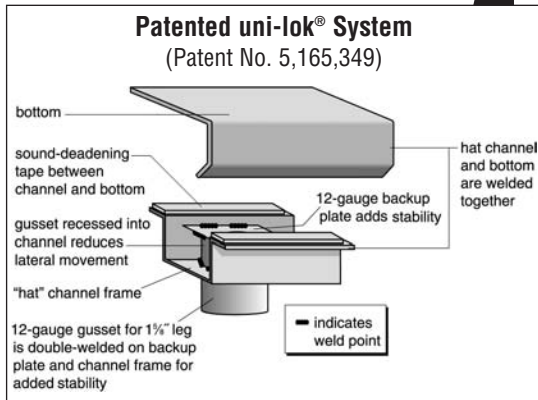 Patented uni-lok® System
(Patent No. 5,165,349)
bottom
sound-deadening
tape between
channel and bottom
gusset recessed into
channel reduces
lateral movement
"hat" channel frame
12-gauge gusset for 1⅝" leg
is double-welded on backup
plate and channel frame for
added stability
12-gauge backup
plate adds stability
hat channel
and bottom
are welded
together
indicates
weld point